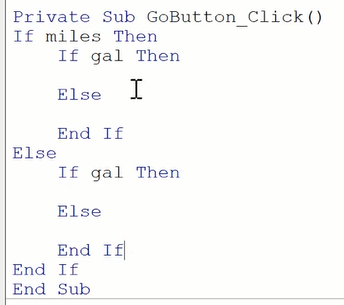 Private Sub GoButton_Click()
If miles Then
    If gal Then
    Else
    End If
Else
    If gal Then
    Else
    End If
End If
End Sub